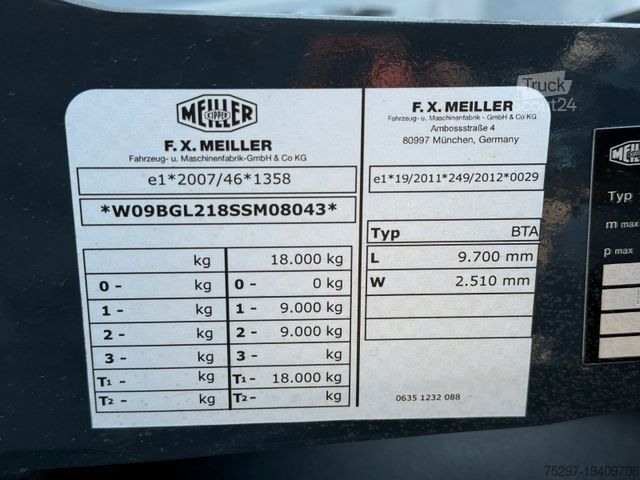 MEILLER
KIPPER
F. X. MEILLER
Fahrzeug- u. Maschinenfabrik-GmbH & Co KG
e1*2007/46*1358
*W09BGL218SSM08043*
kg 18.000 kg
0- kg 0- 0 kg
1- kg 1- 9.000 kg
2- kg 2- 9.000 kg
3- kg 3- kg
T1- kg T1- 18.000 kg
T2- kg T2- kg
F. X. MEILLER
Fahrzeug- u. Maschinenfabrik - GmbH & Co KG
Ambossstraße 4
80997 München, Germany
e1*19/2011*249/2012*0029
Typ BTA
L 9.700 mm
W 2.510 mm
0635 1232 088
Truck
Scout24
Typ
m max
p max
75297-19409706